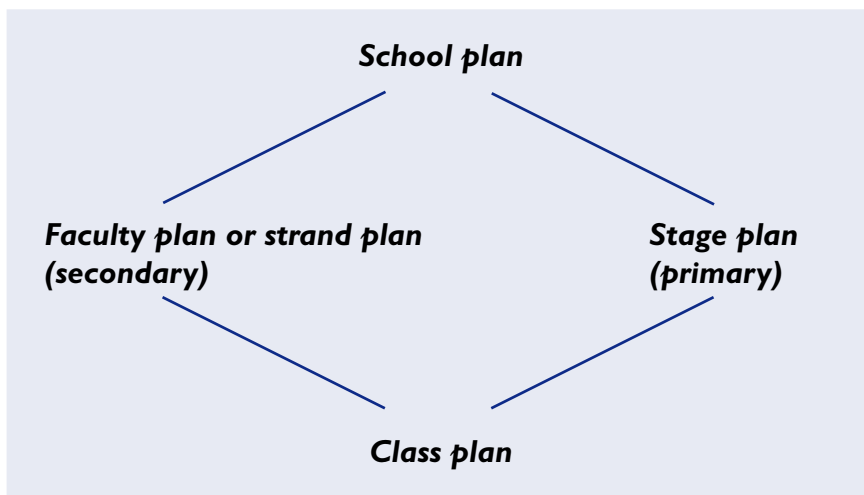 School plan
Faculty plan or strand plan
(secondary)
Stage plan
(primary)
Class plan